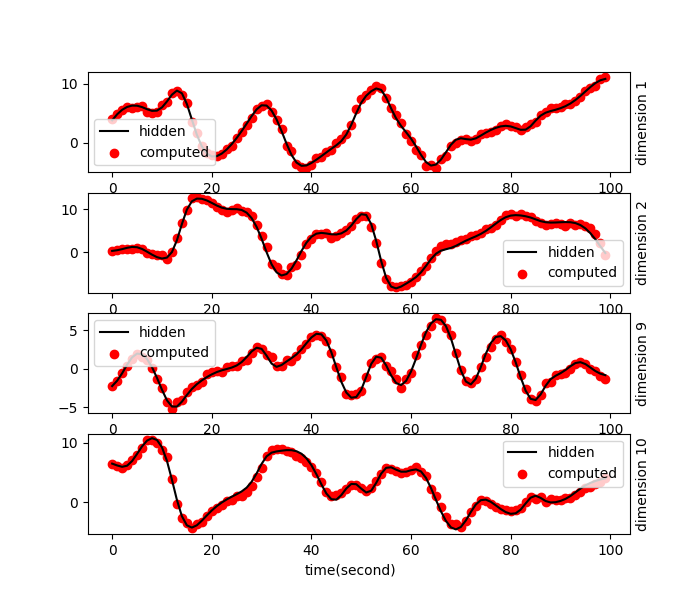 10
0
hidden
computed
dimension 1
0 20 40 60 80 100
10
0
hidden
computed
dimension 2
0 20 40 60 80 100
5
0
−5
hidden
computed
dimension 9
0 20 40 60 80 100
10
0
hidden
computed
dimension 10
0 20 40 60 80 100
time(second)